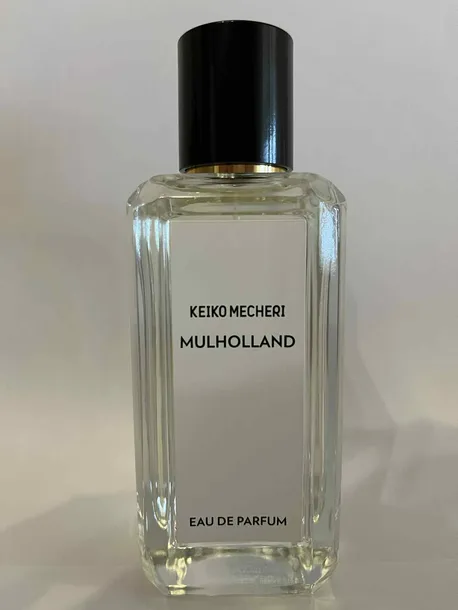 KEIKO MECHERI
MULHOLLAND
EAU DE PARFUM